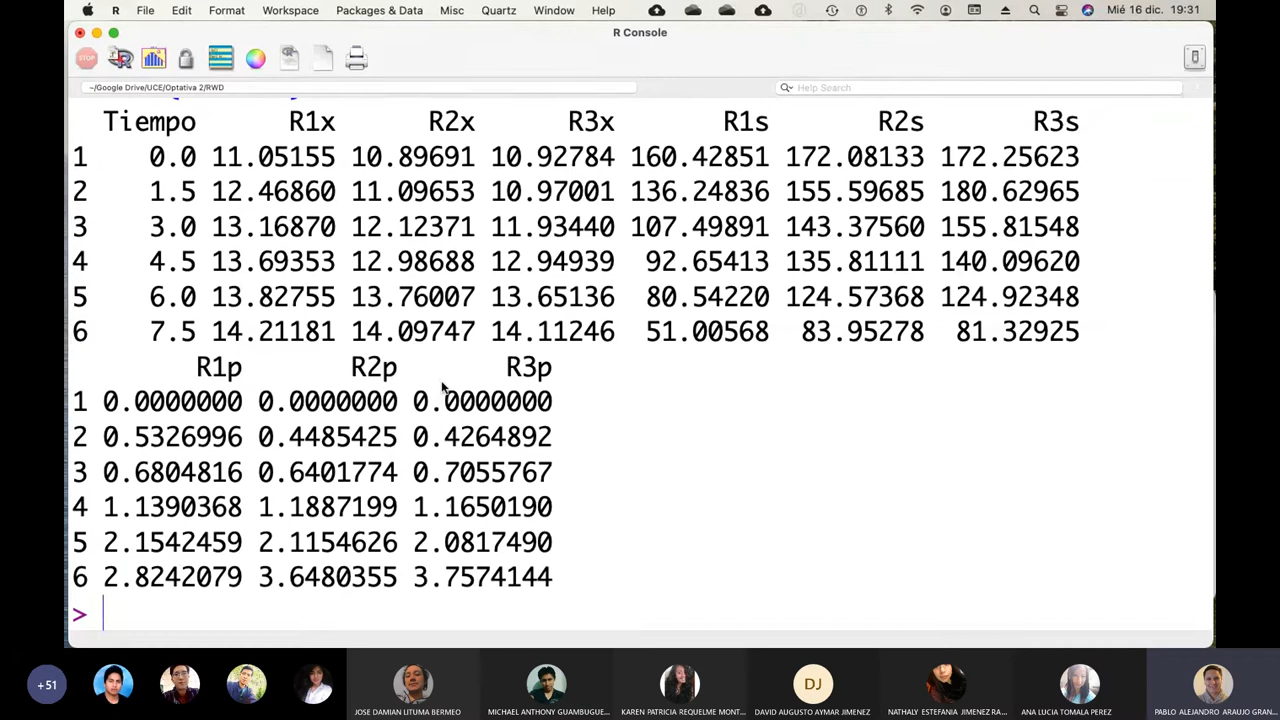 R File Edit Format Workspace Packages & Data Misc Quartz Window Help Mié 16 dic. 19:31
R Console
STOP
~/Google Drive/UCE/Optativa 2/RWD
Help Search
Tiempo R1x R2x R3x R1s R2s R3s
1 0.0 11.05155 10.89691 10.92784 160.42851 172.08133 172.25623
2 1.5 12.46860 11.09653 10.97001 136.24836 155.59685 180.62965
3 3.0 13.16870 12.12371 11.93440 107.49891 143.37560 155.81548
4 4.5 13.69353 12.98688 12.94939 92.65413 135.81111 140.09620
5 6.0 13.82755 13.76007 13.65136 80.54220 124.57368 124.92348
6 7.5 14.21181 14.09747 14.11246 51.00568 83.95278 81.32925
R1p R2p R3p
1 0.0000000 0.0000000 0.0000000
2 0.5326996 0.4485425 0.4264892
3 0.6804816 0.6401774 0.7055767
4 1.1390368 1.1887199 1.1650190
5 2.1542459 2.1154626 2.0817490
6 2.8242079 3.6480355 3.7574144
>
+51
DJ
JOSE DAMIAN LITUMA BERMEO
MICHAEL ANTHONY GUAMBUGUE...
KAREN PATRICIA REQUELME MONT...
DAVID AUGUSTO AYMAR JIMENEZ
NATHALY ESTEFANIA JIMENEZ RA...
ANA LUCIA TOMALA PEREZ
PABLO ALEJANDRO ARAUJO GRAN...